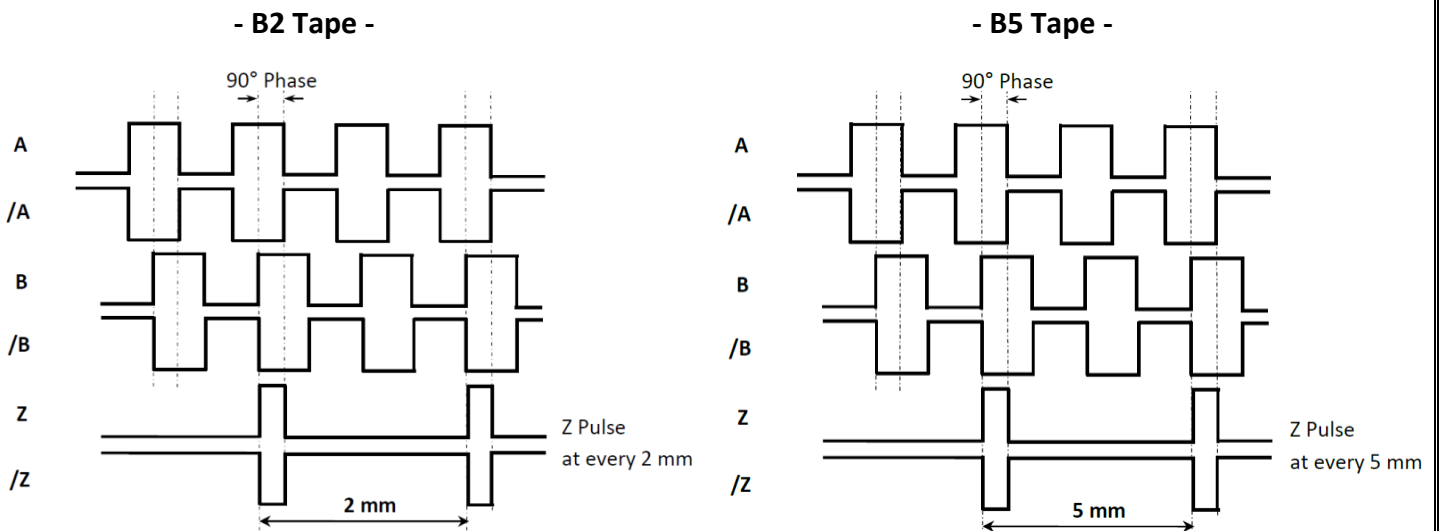 - B2 Tape -
90° Phase
A
/A
B
/B
Z
/Z
Z Pulse
at every 2 mm
2 mm
- B5 Tape -
90° Phase
A
/A
B
/B
Z
/Z
Z Pulse
at every 5 mm
5 mm